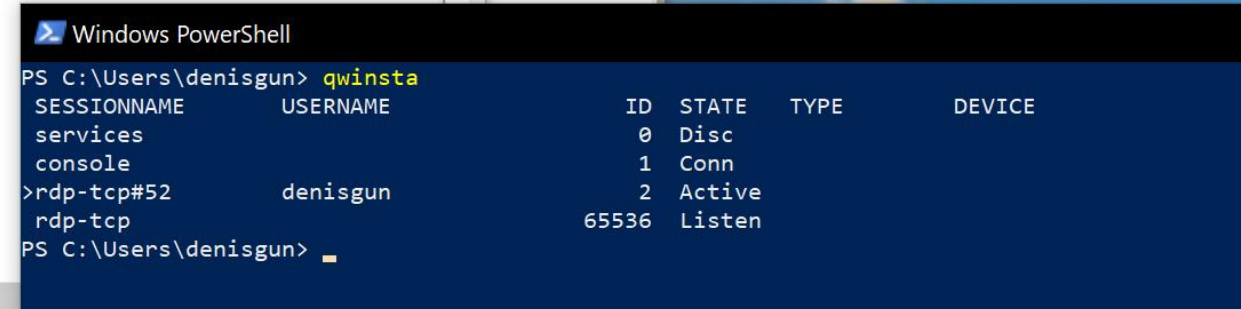 Windows PowerShell
PS C:\Users\denisgun> qwinsta
 SESSIONNAME       USERNAME                 ID  STATE   TYPE        DEVICE
 services                                    0  Disc
 console                                     1  Conn
>rdp-tcp#52        denisgun                  2  Active
 rdp-tcp                                 65536  Listen
PS C:\Users\denisgun>